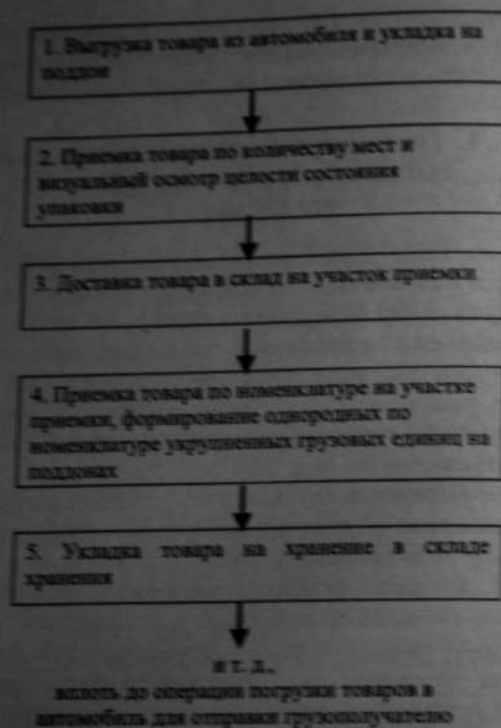 1. Выгрузка товара из автомобиля и укладка на
поддон
2. Приемка товара по количеству мест и
визуальный осмотр целости состояния
упаковки
3. Доставка товара в склад на участок приемки
4. Приемка товара по номенклатуре на участке
приемки, формирование однородных по
номенклатуре укрупненных грузовых единиц на
поддонах
5. Укладка товара на хранение в складе
хранения
и т. д.,
вплоть до операции погрузки товаров в
автомобиль для отправки грузополучателю